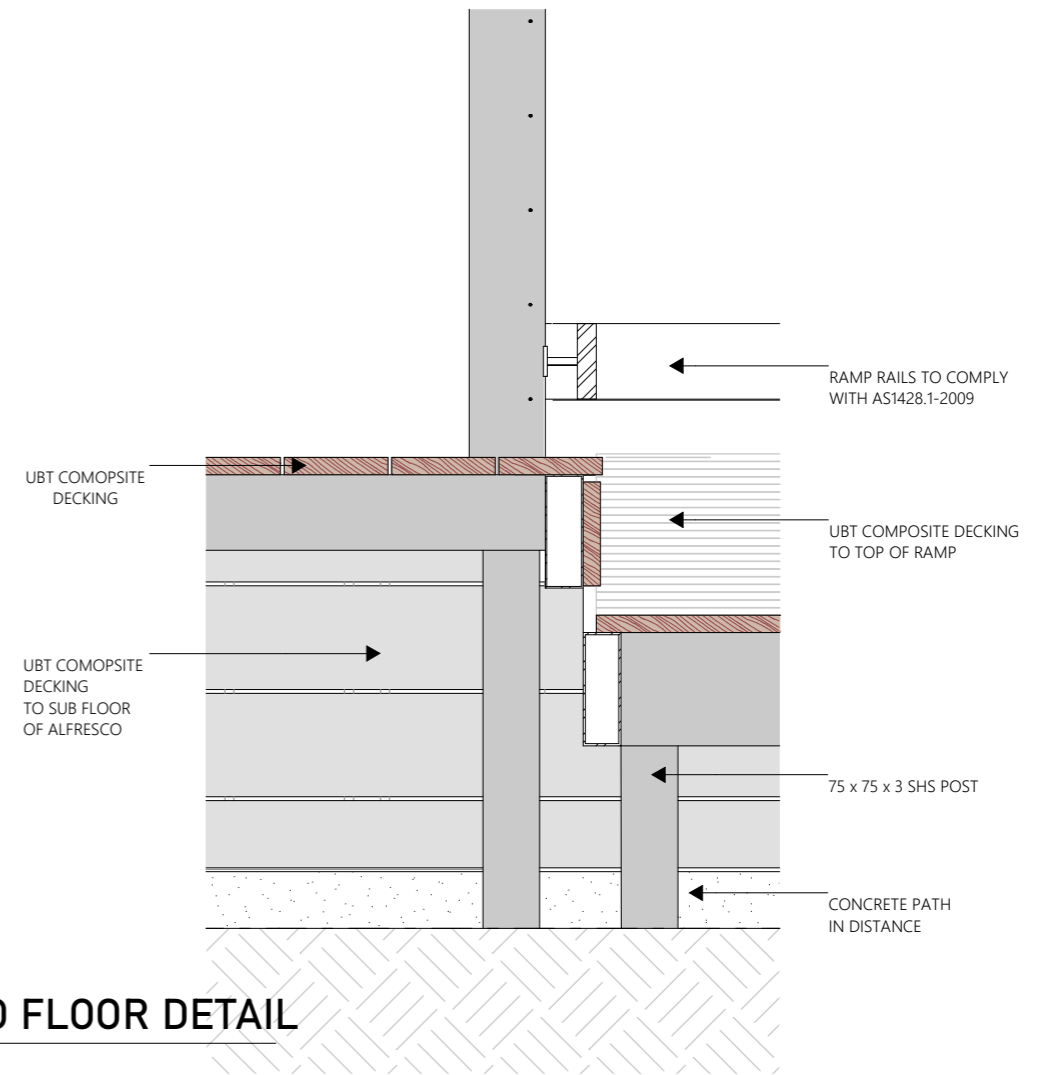 RAMP RAILS TO COMPLY
WITH AS1428.1-2009
UBT COMOPSITE
DECKING
UBT COMPOSITE DECKING
TO TOP OF RAMP
UBT COMOPSITE
DECKING
TO SUB FLOOR
OF ALFRESCO
75 x 75 x 3 SHS POST
CONCRETE PATH
IN DISTANCE
FLOOR DETAIL